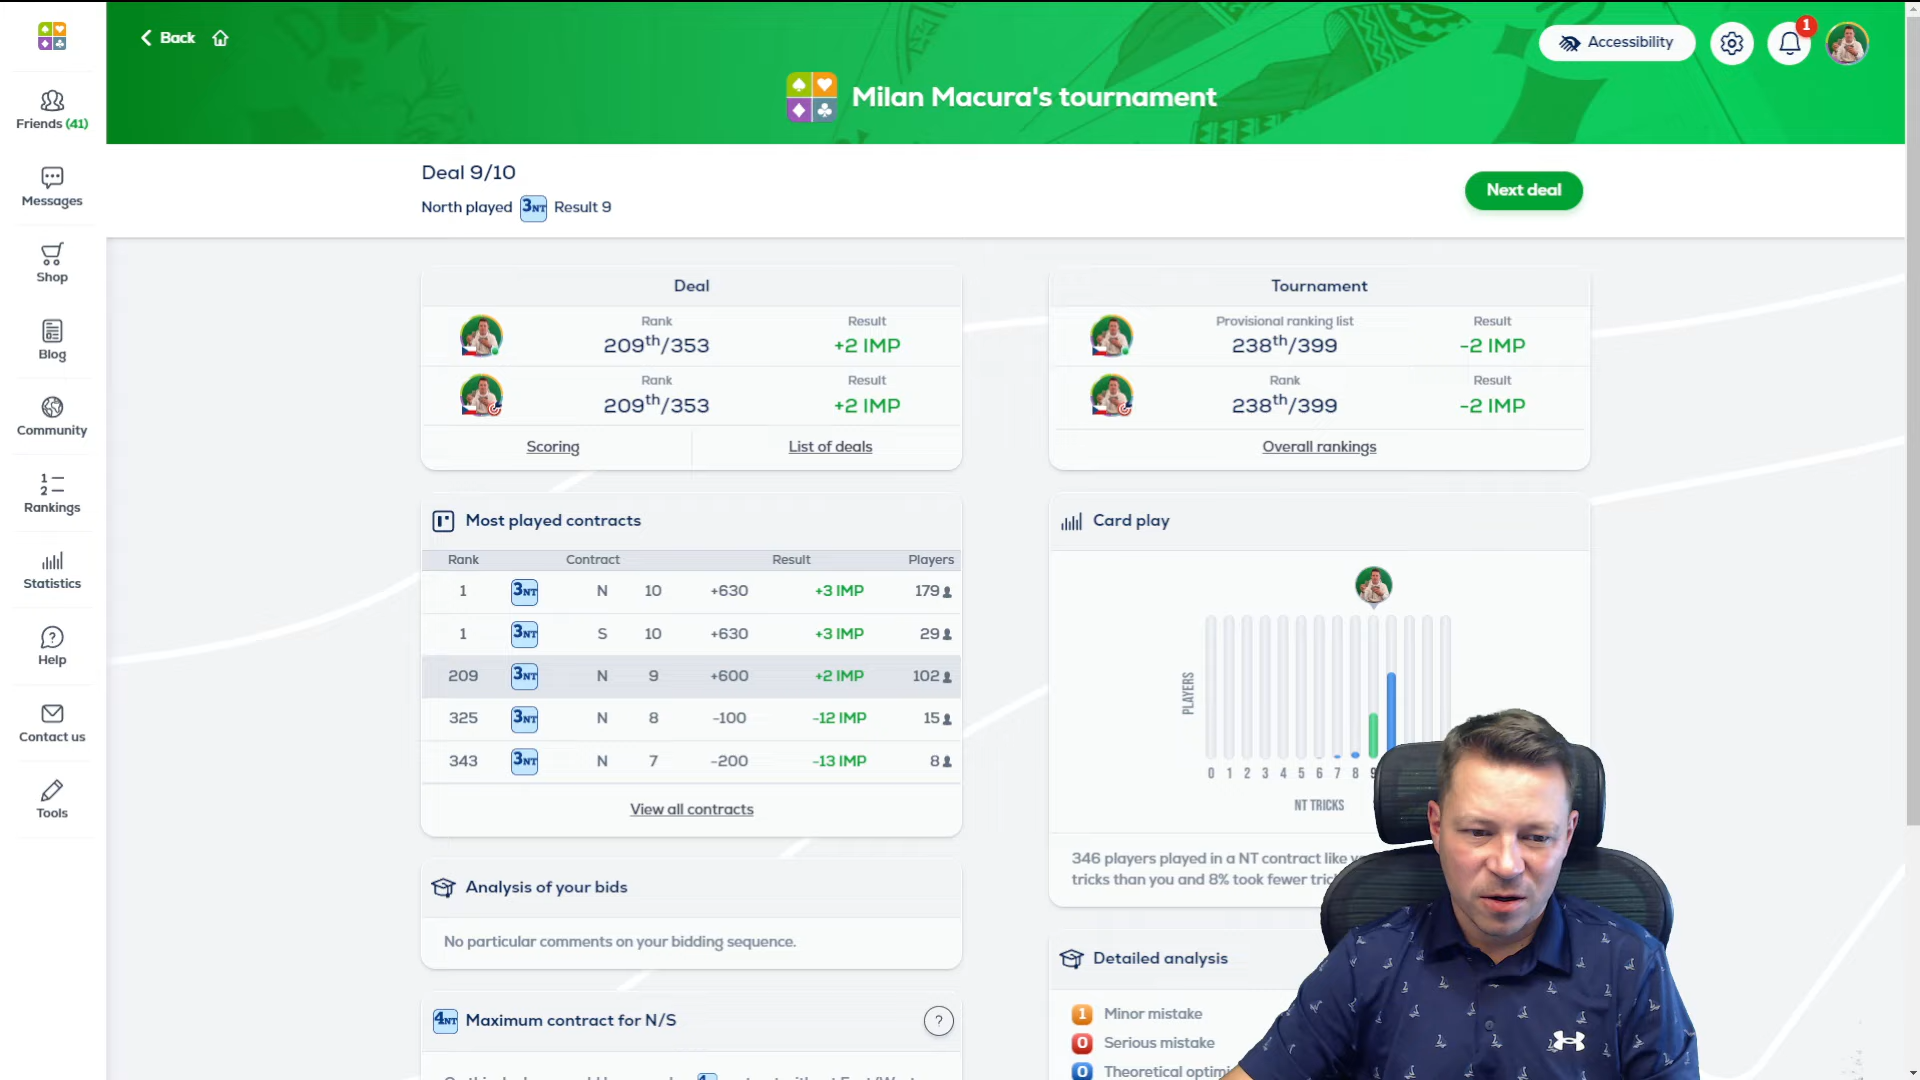 Back
Accessibility
1
Milan Macura's tournament
Friends (41)
Messages
Shop
Blog
Community
1
2
Rankings
Statistics
Help
Contact us
Tools
Deal 9/10
North played 3NT Result 9
Next deal
Deal
Rank
Result
209th/353
+2 IMP
Rank
Result
209th/353
+2 IMP
Scoring
List of deals
Tournament
Provisional ranking list
Result
238th/399
-2 IMP
Rank
Result
238th/399
-2 IMP
Overall rankings
Most played contracts
Rank Contract Result Players
1 3NT N 10 +630 +3 IMP 179
1 3NT S 10 +630 +3 IMP 29
209 3NT N 9 +600 +2 IMP 102
325 3NT N 8 -100 -12 IMP 15
343 3NT N 7 -200 -13 IMP 8
View all contracts
Card play
PLAYERS
0 1 2 3 4 5 6 7 8 9
NT TRICKS
346 players played in a NT contract like
tricks than you and 8% took fewer
Analysis of your bids
No particular comments on your bidding sequence.
4NT Maximum contract for N/S
?
Detailed analysis
1 Minor mistake
0 Serious mistake
0 Theoretical